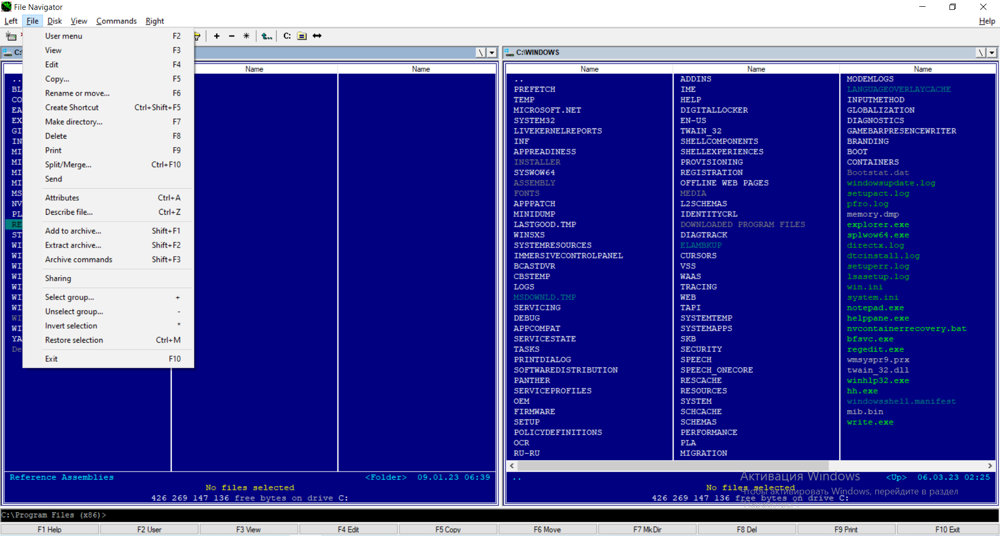 File Navigator
Left File Disk View Commands Right Help
+ - * C:
User menu F2
View F3
Edit F4
Copy... F5
Rename or move... F6
Create Shortcut Ctrl+Shift+F5
Make directory... F7
Delete F8
Print F9
Split/Merge... Ctrl+F10
Send
Attributes Ctrl+A
Describe file... Ctrl+Z
Add to archive... Shift+F1
Extract archive... Shift+F2
Archive commands Shift+F3
Sharing
Select group... +
Unselect group... -
Invert selection *
Restore selection Ctrl+M
Exit F10
C:\
Name Name
..
BL
CO
EA
EX
GI
IN
MI
MI
MI
MI
MS
NV
PL
RE
ST
WI
WI
WI
WI
WI
WI
WI
WI
WI
YA
De
Reference Assemblies <Folder> 09.01.23 06:39
No files selected
426 269 147 136 free bytes on drive C:
C:\WINDOWS \
Name Name Name
..
PREFETCH
TEMP
MICROSOFT.NET
SYSTEM32
LIVEKERNELREPORTS
INF
APPREADINESS
INSTALLER
SYSWOW64
ASSEMBLY
FONTS
APPPATCH
MINIDUMP
LASTGOOD.TMP
WINSXS
SYSTEMRESOURCES
IMMERSIVECONTROLPANEL
BCASTDVR
CBSTEMP
LOGS
MSDOWNLD.TMP
SERVICING
DEBUG
APPCOMPAT
SERVICESTATE
TASKS
PRINTDIALOG
SOFTWAREDISTRIBUTION
PANTHER
SERVICEPROFILES
OEM
FIRMWARE
SETUP
POLICYDEFINITIONS
OCR
RU-RU
ADDINS
IME
HELP
DIGITALLOCKER
EN-US
TWAIN_32
SHELLCOMPONENTS
SHELLEXPERIENCES
PROVISIONING
REGISTRATION
OFFLINE WEB PAGES
MEDIA
L2SCHEMAS
IDENTITYCRL
DOWNLOADED PROGRAM FILES
DIAGTRACK
ELAMBKUP
CURSORS
VSS
WAAS
TRACING
WEB
TAPI
SYSTEMTEMP
SYSTEMAPPS
SKB
SECURITY
SPEECH
SPEECH_ONECORE
RESCACHE
RESOURCES
SYSTEM
SCHCACHE
SCHEMAS
PERFORMANCE
PLA
MIGRATION
MODEMLOGS
LANGUAGEOVERLAYCACHE
INPUTMETHOD
GLOBALIZATION
DIAGNOSTICS
GAMEBARPRESENCEWRITER
BRANDING
BOOT
CONTAINERS
Bootstat.dat
windowsupdate.log
setupact.log
pfro.log
memory.dmp
explorer.exe
splwow64.exe
directx.log
dtcinstall.log
setuperr.log
lsasetup.log
win.ini
system.ini
notepad.exe
helppane.exe
nvcontainerrecovery.bat
bfsvc.exe
regedit.exe
wmsyspr9.prx
twain_32.dll
winhlp32.exe
hh.exe
windowsshell.manifest
mib.bin
write.exe
.. <Up> 06.03.23 02:25
No files selected
426 269 147 136 free bytes on drive C:
Активация Windows
Чтобы активировать Windows, перейдите в раздел
"Параметры".
C:\Program Files (x86)>
F1 Help F2 User F3 View F4 Edit F5 Copy F6 Move F7 MkDir F8 Del F9 Print F10 Exit